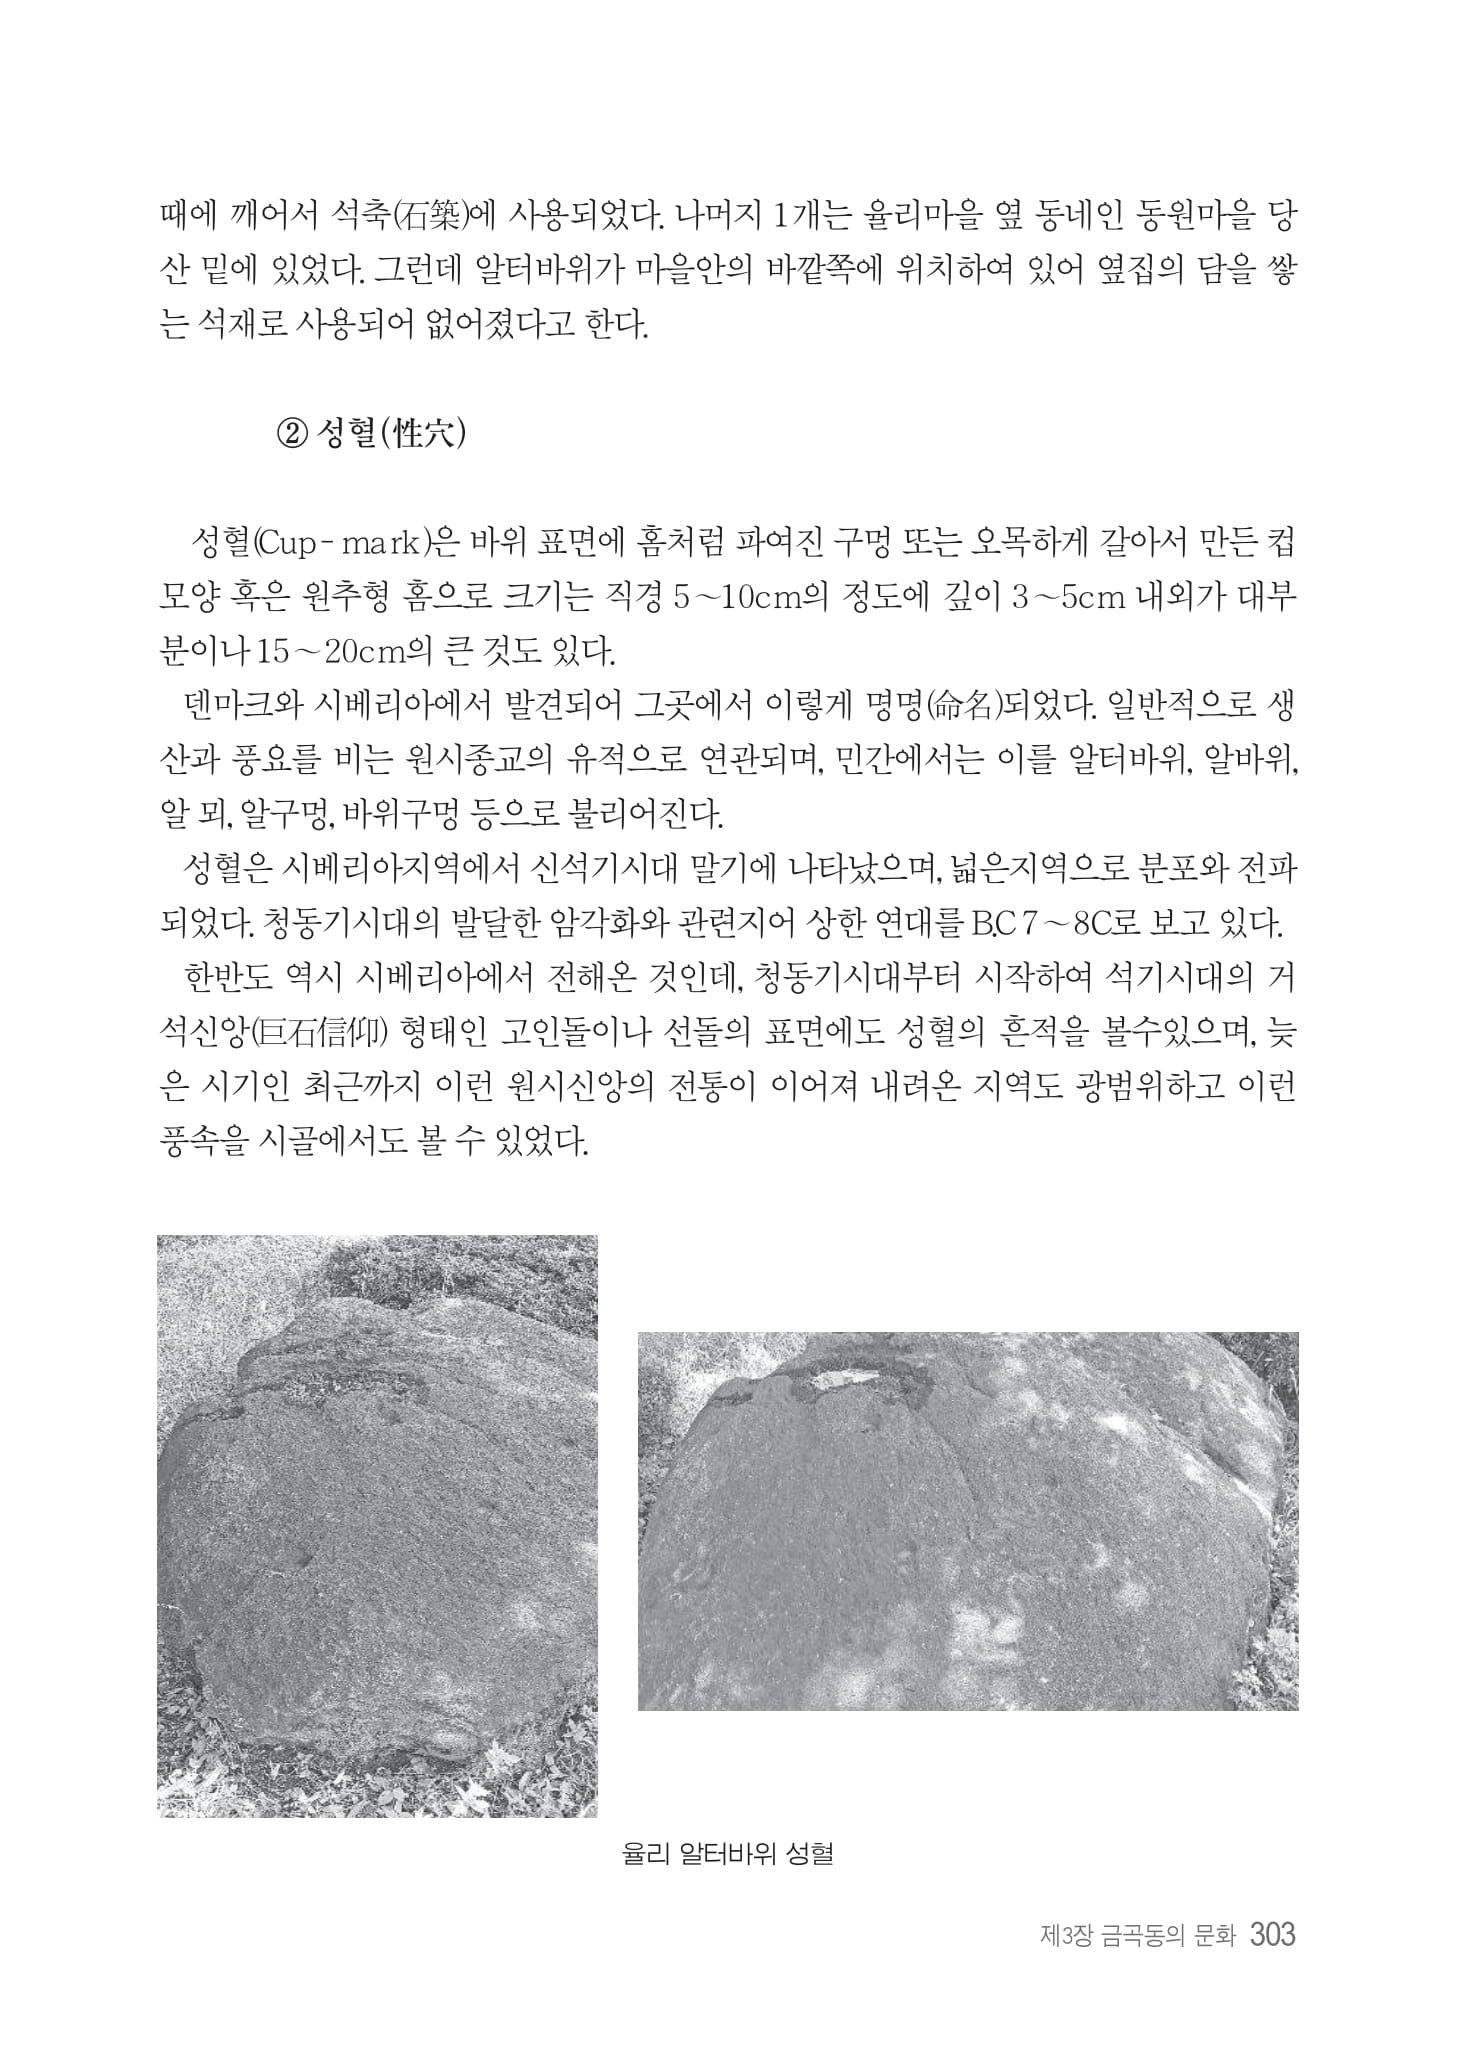 때에 깨어서 석축(石築)에 사용되었다. 나머지 1개는 율리마을 옆 동네인 동원마을 당
산 밑에 있었다. 그런데 알터바위가 마을안의 바깥쪽에 위치하여 있어 옆집의 담을 쌓
는 석재로 사용되어 없어졌다고 한다.
② 성혈(性穴)
성혈(Cup-mark)은 바위 표면에 홈처럼 파여진 구멍 또는 오목하게 갈아서 만든 컵
모양 혹은 원추형 홈으로 크기는 직경 5~10cm의 정도에 깊이 3~5cm 내외가 대부
분이나 15~20cm의 큰 것도 있다.
덴마크와 시베리아에서 발견되어 그곳에서 이렇게 명명(命名)되었다. 일반적으로 생
산과 풍요를 비는 원시종교의 유적으로 연관되며, 민간에서는 이를 알터바위, 알바위,
알 뫼, 알구멍, 바위구멍 등으로 불리어진다.
성혈은 시베리아지역에서 신석기시대 말기에 나타났으며, 넓은지역으로 분포와 전파
되었다. 청동기시대의 발달한 암각화와 관련지어 상한 연대를 B.C 7~8C로 보고 있다.
한반도 역시 시베리아에서 전해온 것인데, 청동기시대부터 시작하여 석기시대의 거
석신앙(巨石信仰) 형태인 고인돌이나 선돌의 표면에도 성혈의 흔적을 볼수있으며, 늦
은 시기인 최근까지 이런 원시신앙의 전통이 이어져 내려온 지역도 광범위하고 이런
풍속을 시골에서도 볼 수 있었다.
율리 알터바위 성혈
제3장 금곡동의 문화 303